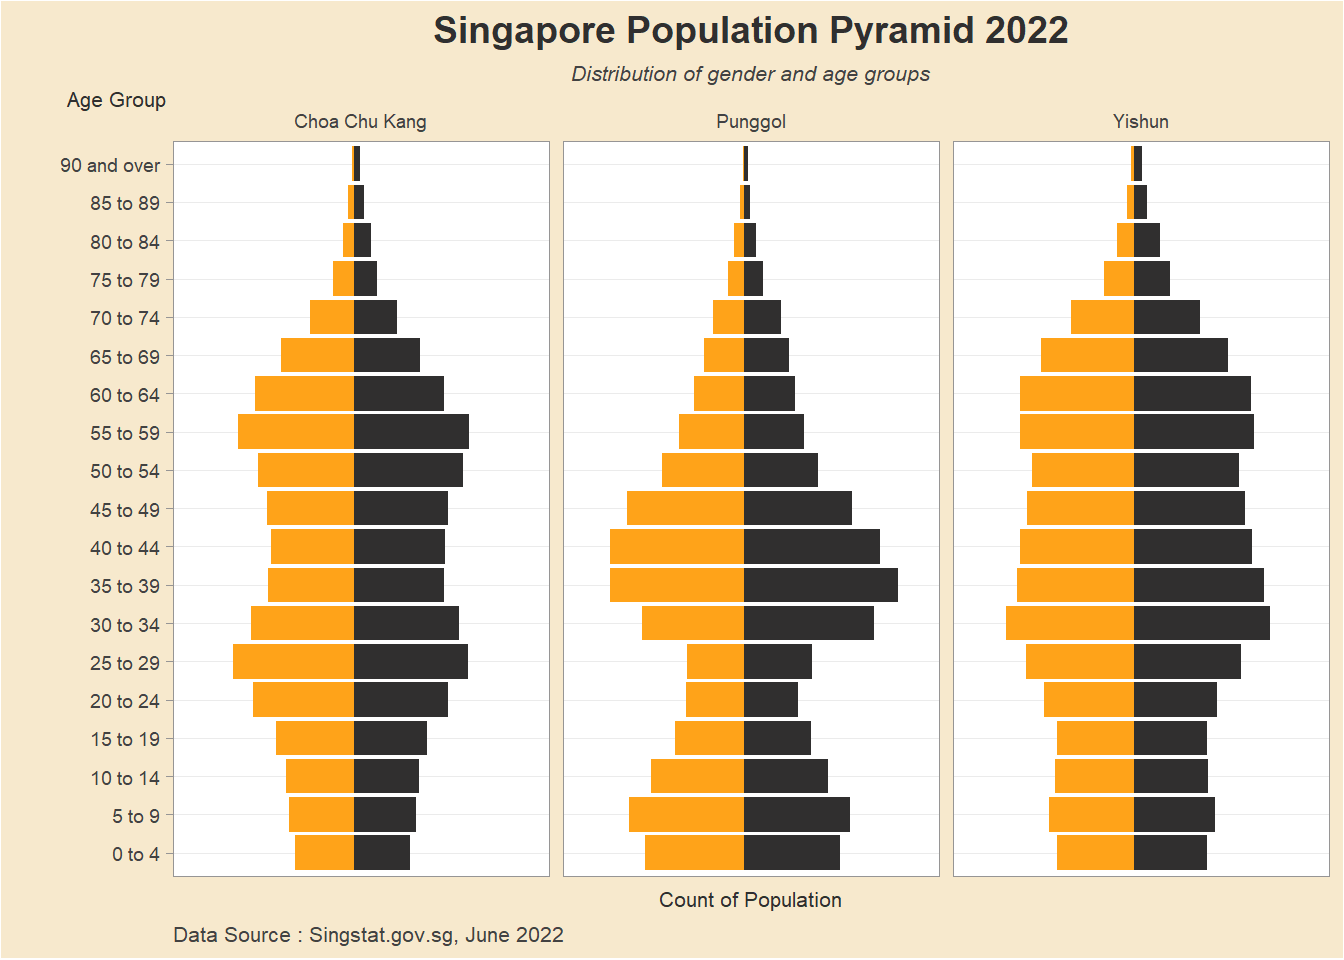 Singapore Population Pyramid 2022
Distribution of gender and age groups
Age Group
Choa Chu Kang
Punggol
Yishun
90 and over
85 to 89
80 to 84
75 to 79
70 to 74
65 to 69
60 to 64
55 to 59
50 to 54
45 to 49
40 to 44
35 to 39
30 to 34
25 to 29
20 to 24
15 to 19
10 to 14
5 to 9
0 to 4
Count of Population
Data Source : Singstat.gov.sg, June 2022